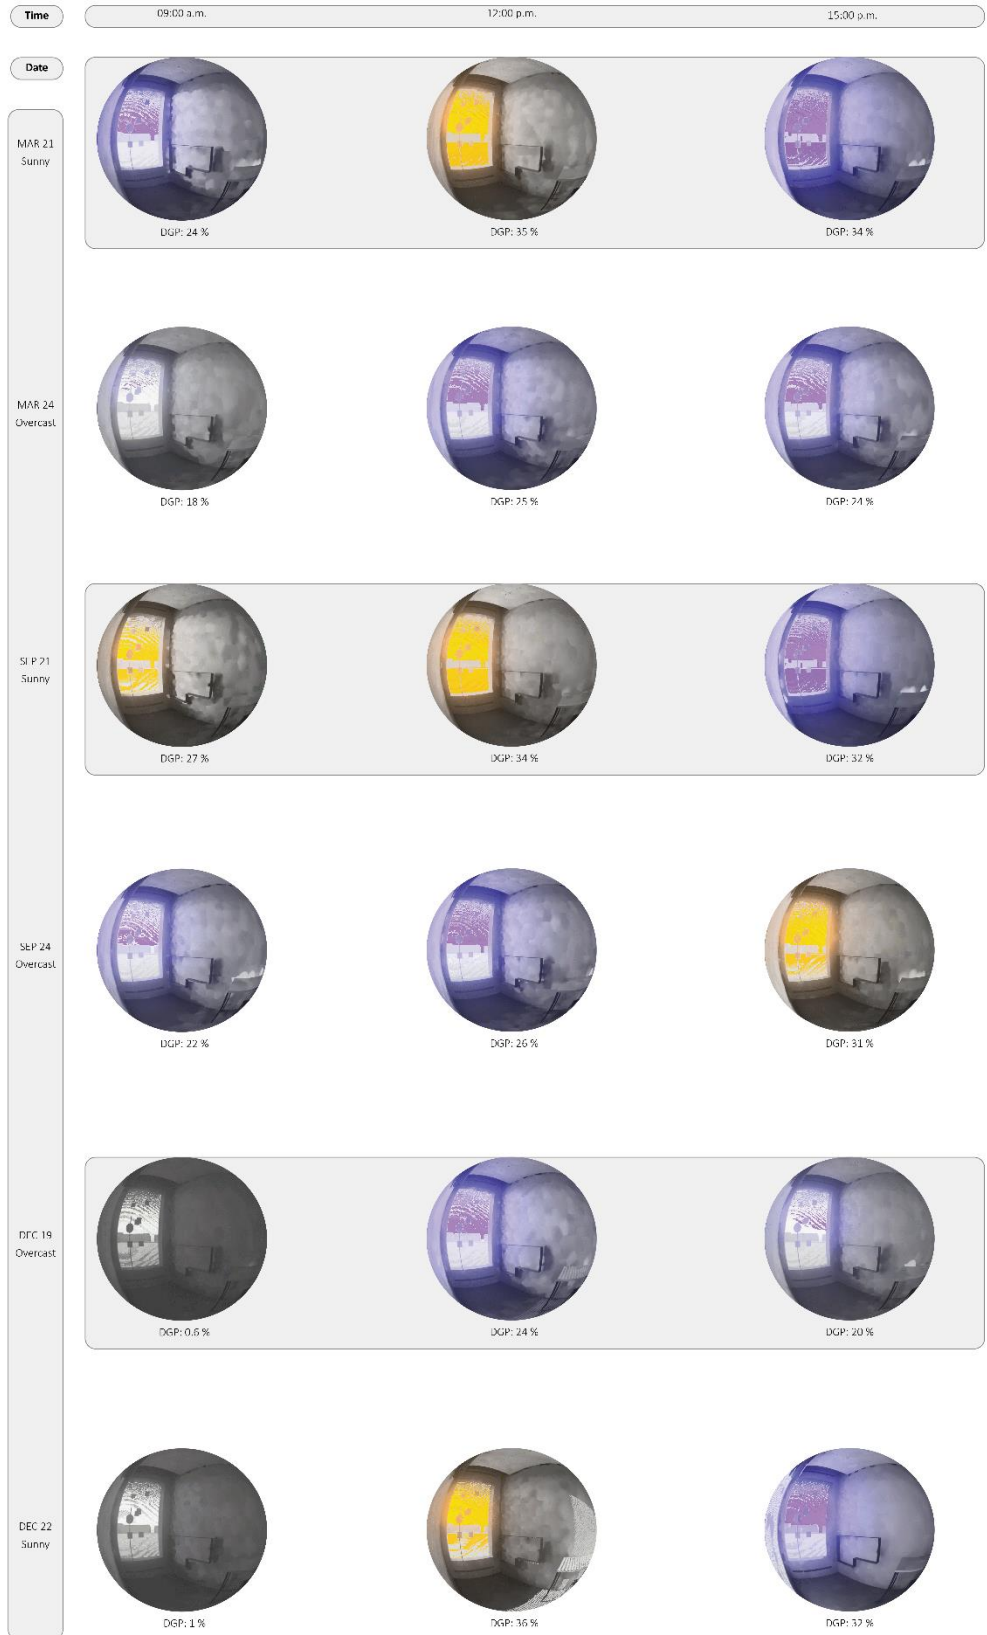 Time 09:00 a.m. 12:00 p.m. 15:00 p.m.
Date
MAR 21
Sunny
DGP: 24 % DGP: 35 % DGP: 34 %
MAR 24
Overcast
DGP: 18 % DGP: 25 % DGP: 24 %
SEP 21
Sunny
DGP: 27 % DGP: 34 % DGP: 32 %
SEP 24
Overcast
DGP: 22 % DGP: 26 % DGP: 31 %
DEC 19
Overcast
DGP: 0.6 % DGP: 24 % DGP: 20 %
DEC 22
Sunny
DGP: 1 % DGP: 36 % DGP: 32 %